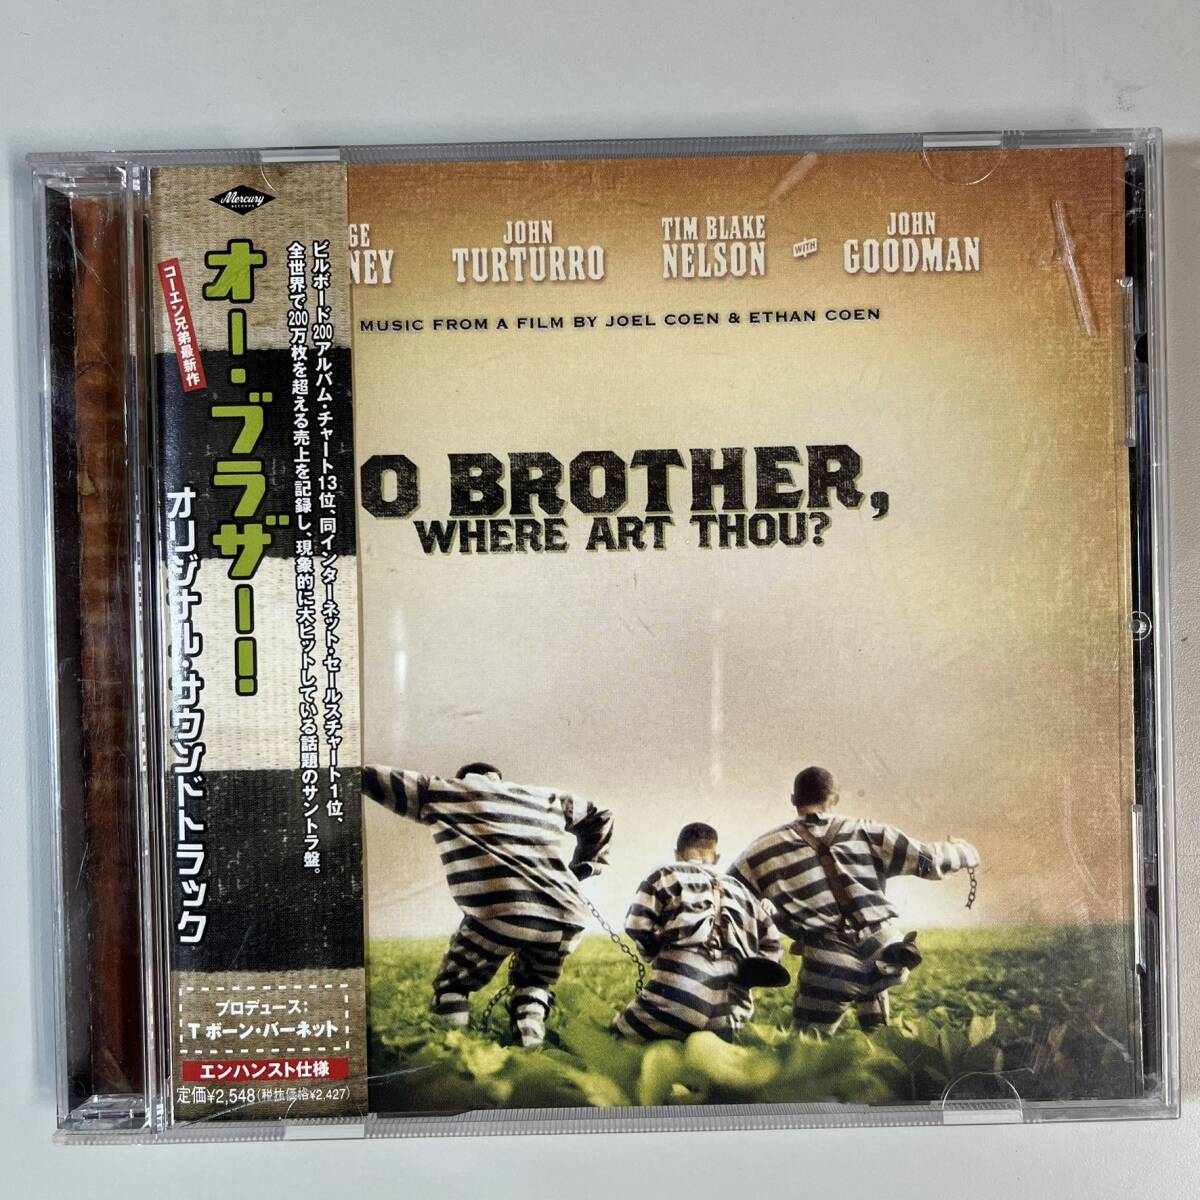 Mercury
RECORDS
オー・ブラザー!
コーエン兄弟最新作
オリジナル・サウンドトラック
ビルボード200アルバム・チャート13位、同インターネット・セールスチャート1位、
全世界で200万枚を超える売上を記録し、現象的に大ヒットしている話題のサントラ盤。
プロデュース:
T ボーン・バーネット
エンハンスト仕様
定価¥2,548(税抜価格¥2,427)
GE
NEY
JOHN
TURTURRO
TIM BLAKE
NELSON
WITH
JOHN
GOODMAN
MUSIC FROM A FILM BY JOEL COEN & ETHAN COEN
O BROTHER,
WHERE ART THOU?